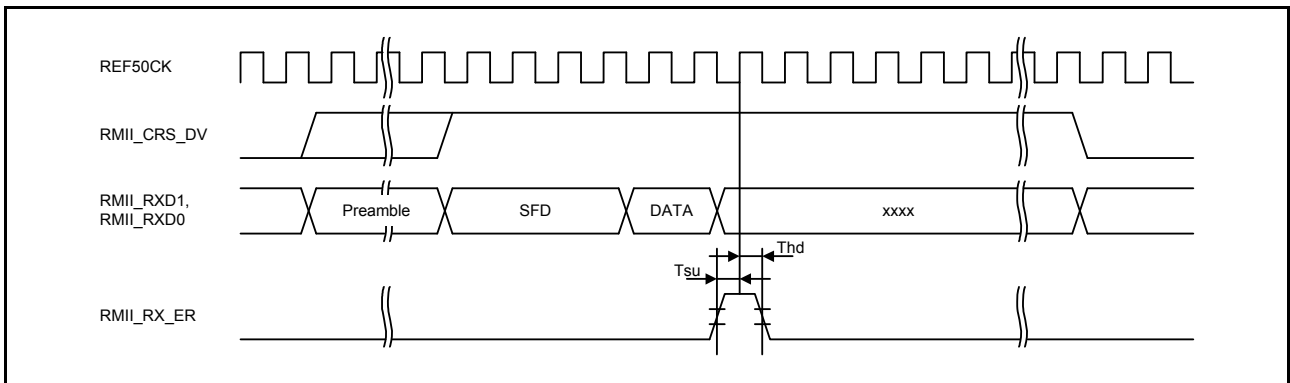 REF50CK
RMII_CRS_DV
RMII_RXD1,
RMII_RXD0
Preamble
SFD
DATA
xxxx
Thd
Tsu
RMII_RX_ER